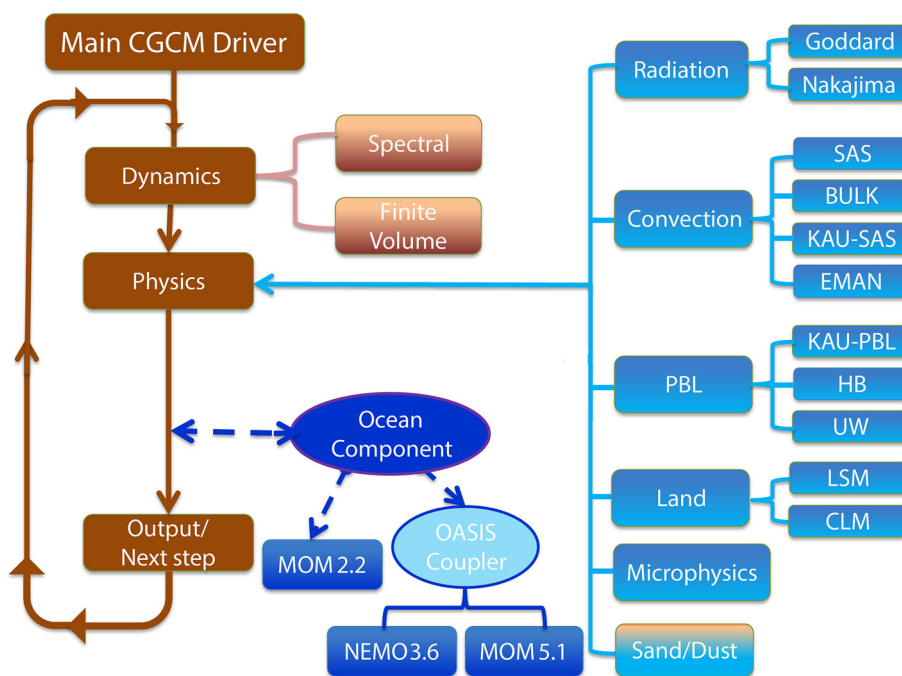 Main CGCM Driver
Dynamics
Spectral
Finite
Volume
Physics
Ocean
Component
Output/
Next step
MOM 2.2
OASIS
Coupler
NEMO3.6
MOM 5.1
Radiation
Goddard
Nakajima
Convection
SAS
BULK
KAU-SAS
EMAN
PBL
KAU-PBL
HB
UW
Land
LSM
CLM
Microphysics
Sand/Dust